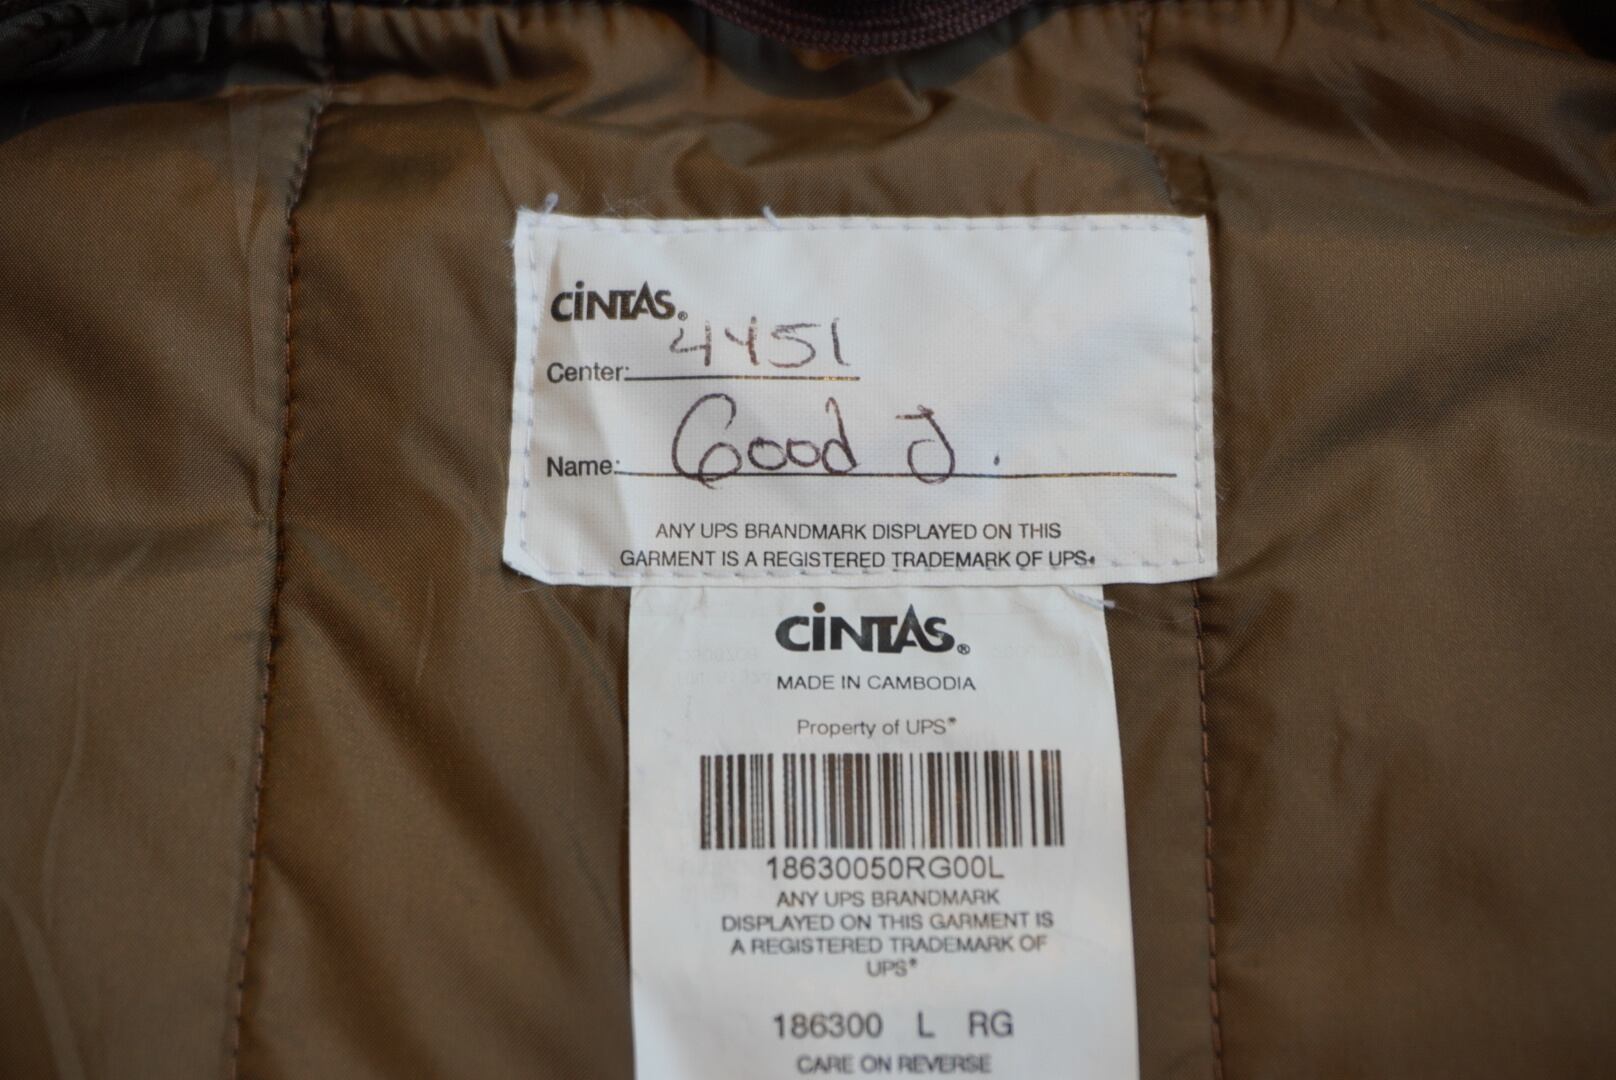 CiNTAS®
Center: 4451
Name: Good J.
ANY UPS BRANDMARK DISPLAYED ON THIS
GARMENT IS A REGISTERED TRADEMARK OF UPS®
CiNTAS®
MADE IN CAMBODIA
Property of UPS®
18630050RG00L
ANY UPS BRANDMARK
DISPLAYED ON THIS GARMENT IS
A REGISTERED TRADEMARK OF
UPS®
186300 L RG
CARE ON REVERSE